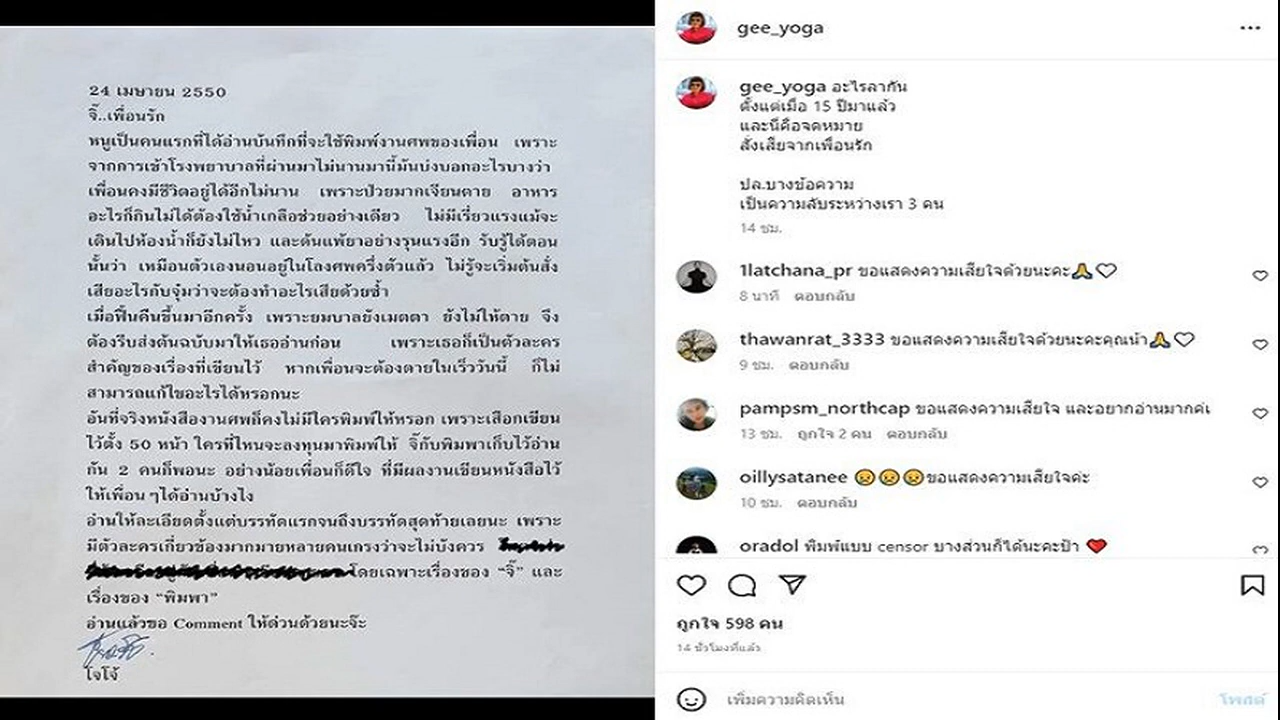 24 เมษายน 2550
จี๊..เพื่อนรัก
หนูเป็นคนแรกที่ได้อ่านบันทึกที่จะใช้พิมพ์งานศพของเพื่อน เพราะ
จากการเข้าโรงพยาบาลที่ผ่านมาไม่นานมานี้มันบ่งบอกอะไรบางว่า
เพื่อนคงมีชีวิตอยู่ได้อีกไม่นาน เพราะป่วยมากเจียนตาย อาหาร
อะไรก็กินไม่ได้ต้องใช้น้ำเกลือช่วยอย่างเดียว ไม่มีเรี่ยวแรงแม้จะ
เดินไปห้องน้ำก็ยังไม่ไหว และดันแพ้ยาอย่างรุนแรงอีก รับรู้ได้ตอน
นั้นว่า เหมือนตัวเองนอนอยู่ในโลงศพครึ่งตัวแล้ว ไม่รู้จะเริ่มต้นสั่ง
เสียอะไรกับจุ๋มว่าจะต้องทำอะไรเสียด้วยซ้ำ
เมื่อฟื้นคืนขึ้นมาอีกครั้ง เพราะยมบาลยังเมตตา ยังไม่ให้ตาย จึง
ต้องรีบส่งต้นฉบับมาให้เธออ่านก่อน เพราะเธอก็เป็นตัวละคร
สำคัญของเรื่องที่เขียนไว้ หากเพื่อนจะต้องตายในเร็ววันนี้ ก็ไม่
สามารถแก้ไขอะไรได้หรอกนะ
อันที่จริงหนังสืองานศพก็คงไม่มีใครพิมพ์ให้หรอก เพราะเสือกเขียน
ไว้ตั้ง 50 หน้า ใครที่ไหนจะลงทุนมาพิมพ์ให้ จี๊กับพิมพาเก็บไว้อ่าน
กัน 2 คนก็พอนะ อย่างน้อยเพื่อนก็ดีใจ ที่มีผลงานเขียนหนังสือไว้
ให้เพื่อนๆได้อ่านบ้างไง
อ่านให้ละเอียดตั้งแต่บรรทัดแรกจนถึงบรรทัดสุดท้ายเลยนะ เพราะ
มีตัวละครเกี่ยวข้องมากมายหลายคนเกรงว่าจะไม่บังควร
โดยเฉพาะเรื่องของ “จี๊” และ
เรื่องของ “พิมพา”
อ่านแล้วขอ Comment ให้ด่วนด้วยนะจ๊ะ
โจโจ้
gee_yoga
gee_yoga อะไรลากัน
ตั้งแต่เมื่อ 15 ปีมาแล้ว
และนี่คือจดหมาย
สั่งเสียจากเพื่อนรัก
ปล.บางข้อความ
เป็นความลับระหว่างเรา 3 คน
14 ชม.
1latchana_pr ขอแสดงความเสียใจด้วยนะคะ🙏🤍
8 นาที ตอบกลับ
thawanrat_3333 ขอแสดงความเสียใจด้วยนะคะคุณน้า🙏🤍
9 ชม. ตอบกลับ
pampsm_northcap ขอแสดงความเสียใจ และอยากอ่านมากค่ะ
13 ชม. ถูกใจ 2 คน ตอบกลับ
oillysatanee 😢😢😢ขอแสดงความเสียใจค่ะ
10 ชม. ตอบกลับ
oradol พิมพ์แบบ censor บางส่วนก็ได้นะคะป้า ❤️
ถูกใจ 598 คน
14 ชั่วโมงที่แล้ว
เพิ่มความคิดเห็น
โพสต์